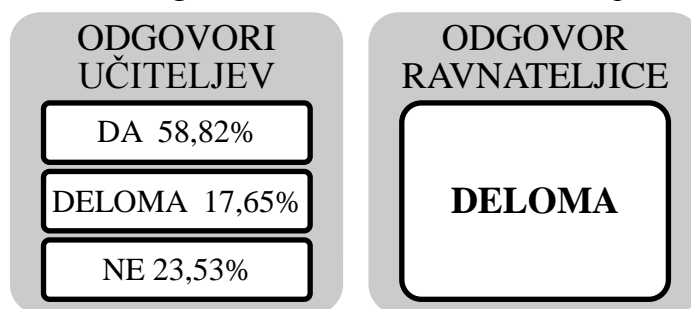 ODGOVORI
UČITELJEV
DA 58,82%
DELOMA 17,65%
NE 23,53%
ODGOVOR
RAVNATELJICE
DELOMA